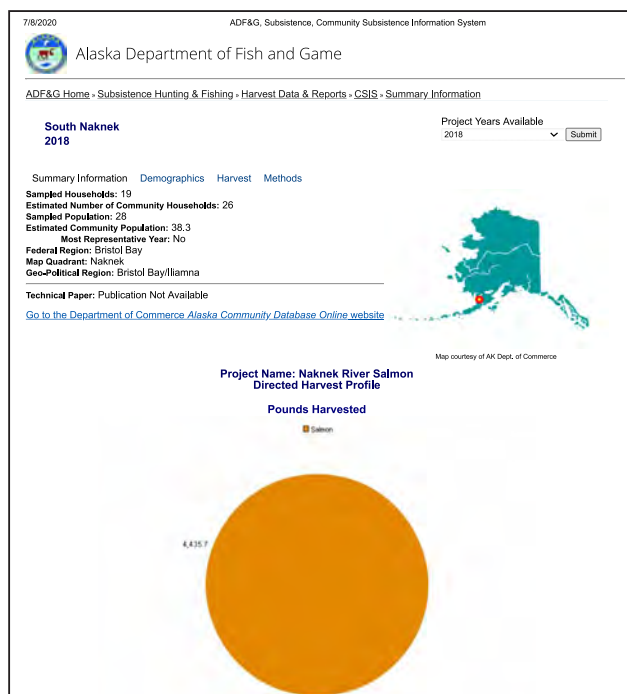 7/8/2020 ADF&G, Subsistence, Community Subsistence Information System
Alaska Department of Fish and Game
ADF&G Home » Subsistence Hunting & Fishing » Harvest Data & Reports » CSIS » Summary Information
South Naknek
2018
Project Years Available
2018 Submit
Summary Information Demographics Harvest Methods
Sampled Households: 19
Estimated Number of Community Households: 26
Sampled Population: 28
Estimated Community Population: 38.3
Most Representative Year: No
Federal Region: Bristol Bay
Map Quadrant: Naknek
Geo-Political Region: Bristol Bay/Iliamna
Technical Paper: Publication Not Available
Go to the Department of Commerce Alaska Community Database Online website
Map courtesy of AK Dept. of Commerce
Project Name: Naknek River Salmon
Directed Harvest Profile
Pounds Harvested
Salmon
4,435.7